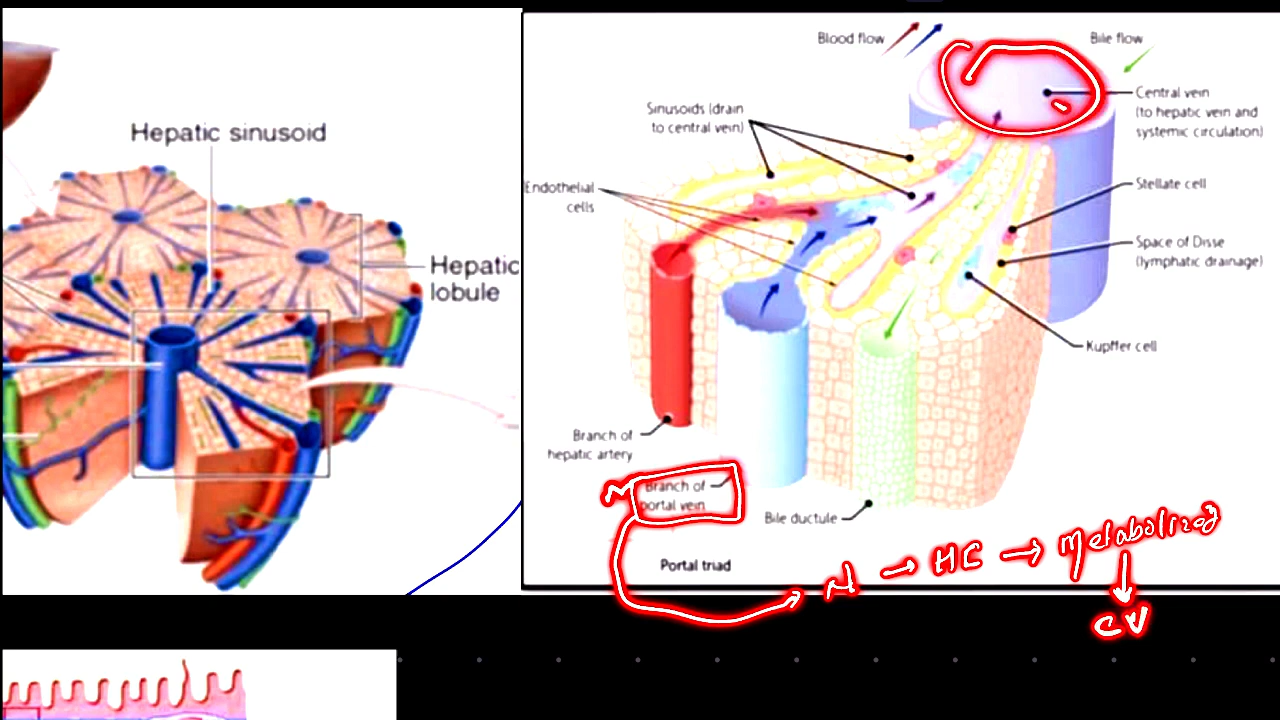 Hepatic sinusoid
Hepatic
lobule
Blood flow
Bile flow
Central vein
(to hepatic vein and
systemic circulation)
Sinusoids (drain
to central vein)
Endothelial
cells
Stellate cell
Space of Disse
(lymphatic drainage)
Kupffer cell
Branch of
hepatic artery
Branch of
portal vein
Bile ductule
Portal triad
N → HC → Metabolized
CV